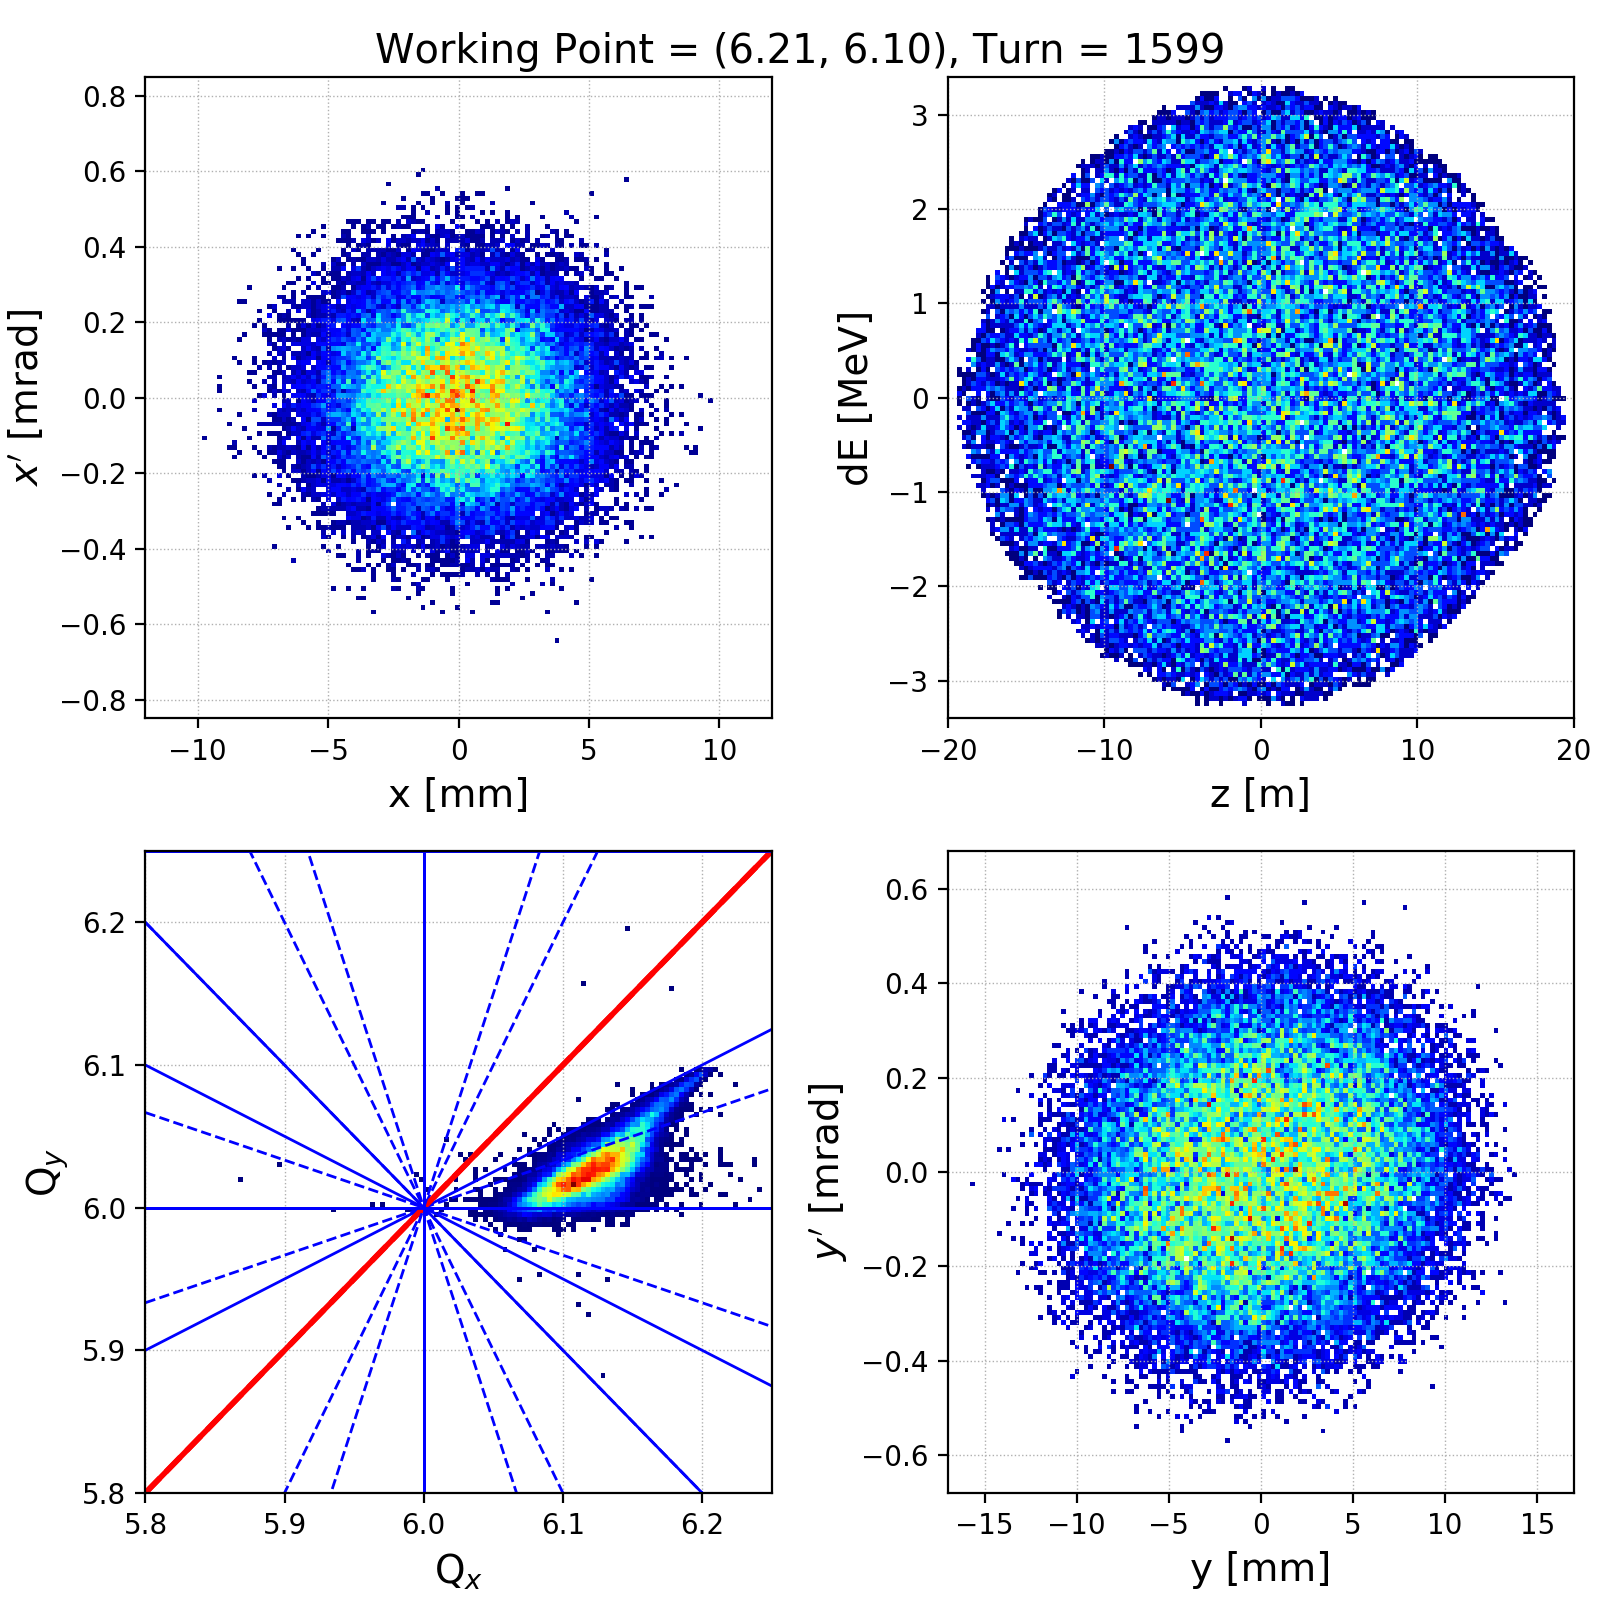 Working Point = (6.21, 6.10), Turn = 1599
0.8
0.6
0.4
0.2
0.0
−0.2
−0.4
−0.6
−0.8
x′ [mrad]
−10 −5 0 5 10
x [mm]
3
2
1
0
−1
−2
−3
dE [MeV]
−20 −10 0 10 20
z [m]
6.2
6.1
6.0
5.9
5.8
Qy
5.8 5.9 6.0 6.1 6.2
Qx
0.6
0.4
0.2
0.0
−0.2
−0.4
−0.6
y′ [mrad]
−15 −10 −5 0 5 10 15
y [mm]